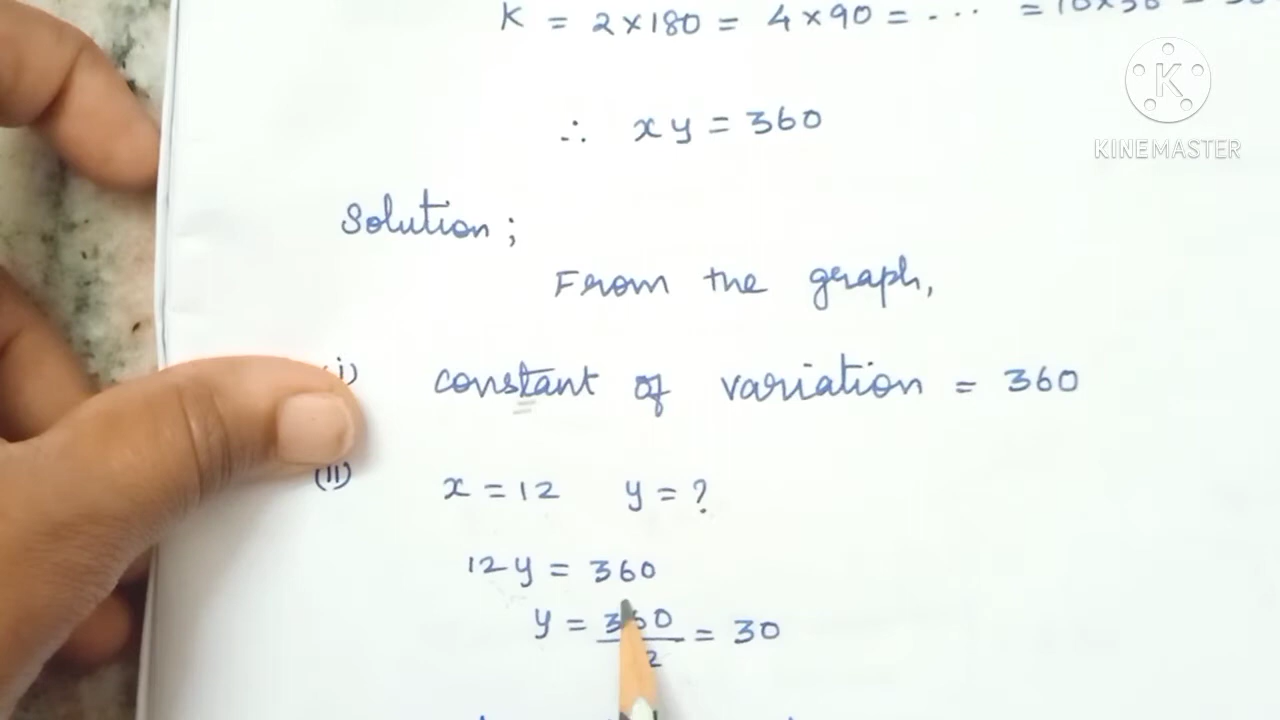 K = 2 × 180 = 4 × 90 = - - - =
∴ xy = 360
KINEMASTER
Solution;
From the graph,
(i) constant of variation = 360
(ii) x = 12 y = ?
12y = 360
y = 360/12 = 30